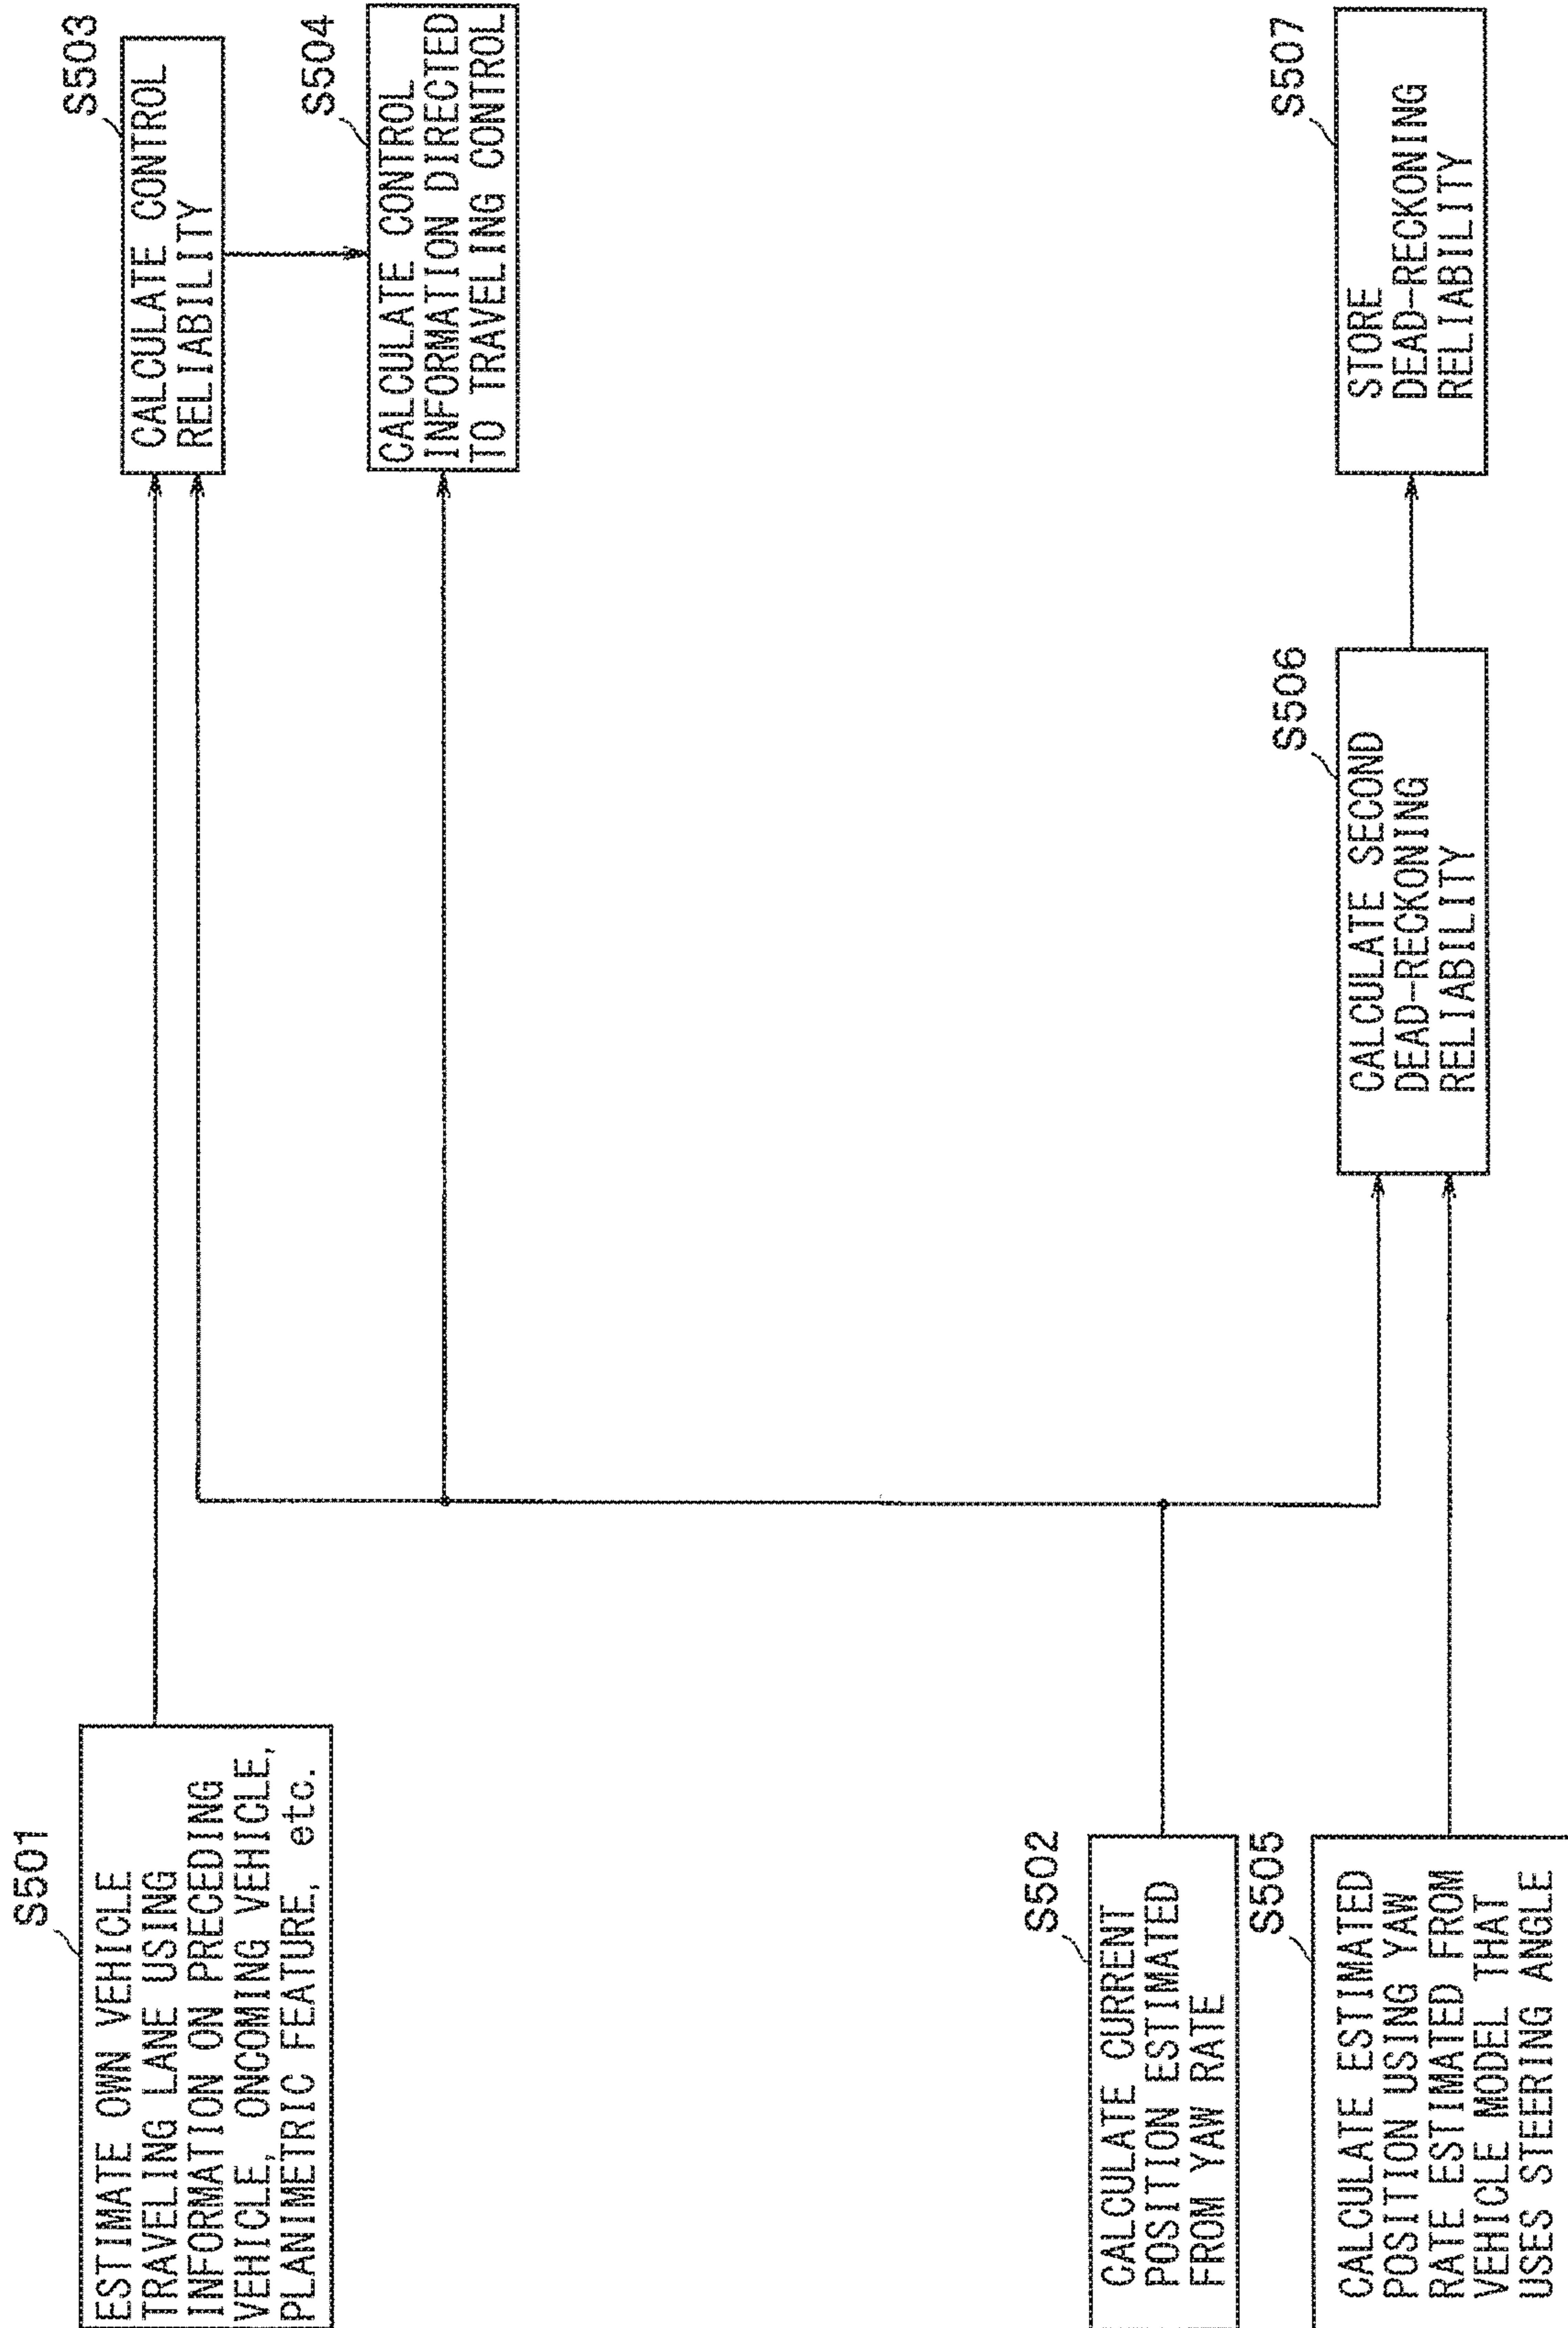 S501
ESTIMATE OWN VEHICLE
TRAVELING LANE USING
INFORMATION ON PRECEDING
VEHICLE, ONCOMING VEHICLE,
PLANIMETRIC FEATURE, etc.
S502
CALCULATE CURRENT
POSITION ESTIMATED
FROM YAW RATE
S503
CALCULATE CONTROL
RELIABILITY
S504
CALCULATE CONTROL
INFORMATION DIRECTED
TO TRAVELING CONTROL
S505
CALCULATE ESTIMATED
POSITION USING YAW
RATE ESTIMATED FROM
VEHICLE MODEL THAT
USES STEERING ANGLE
S506
CALCULATE SECOND
DEAD-RECKONING
RELIABILITY
S507
STORE
DEAD-RECKONING
RELIABILITY